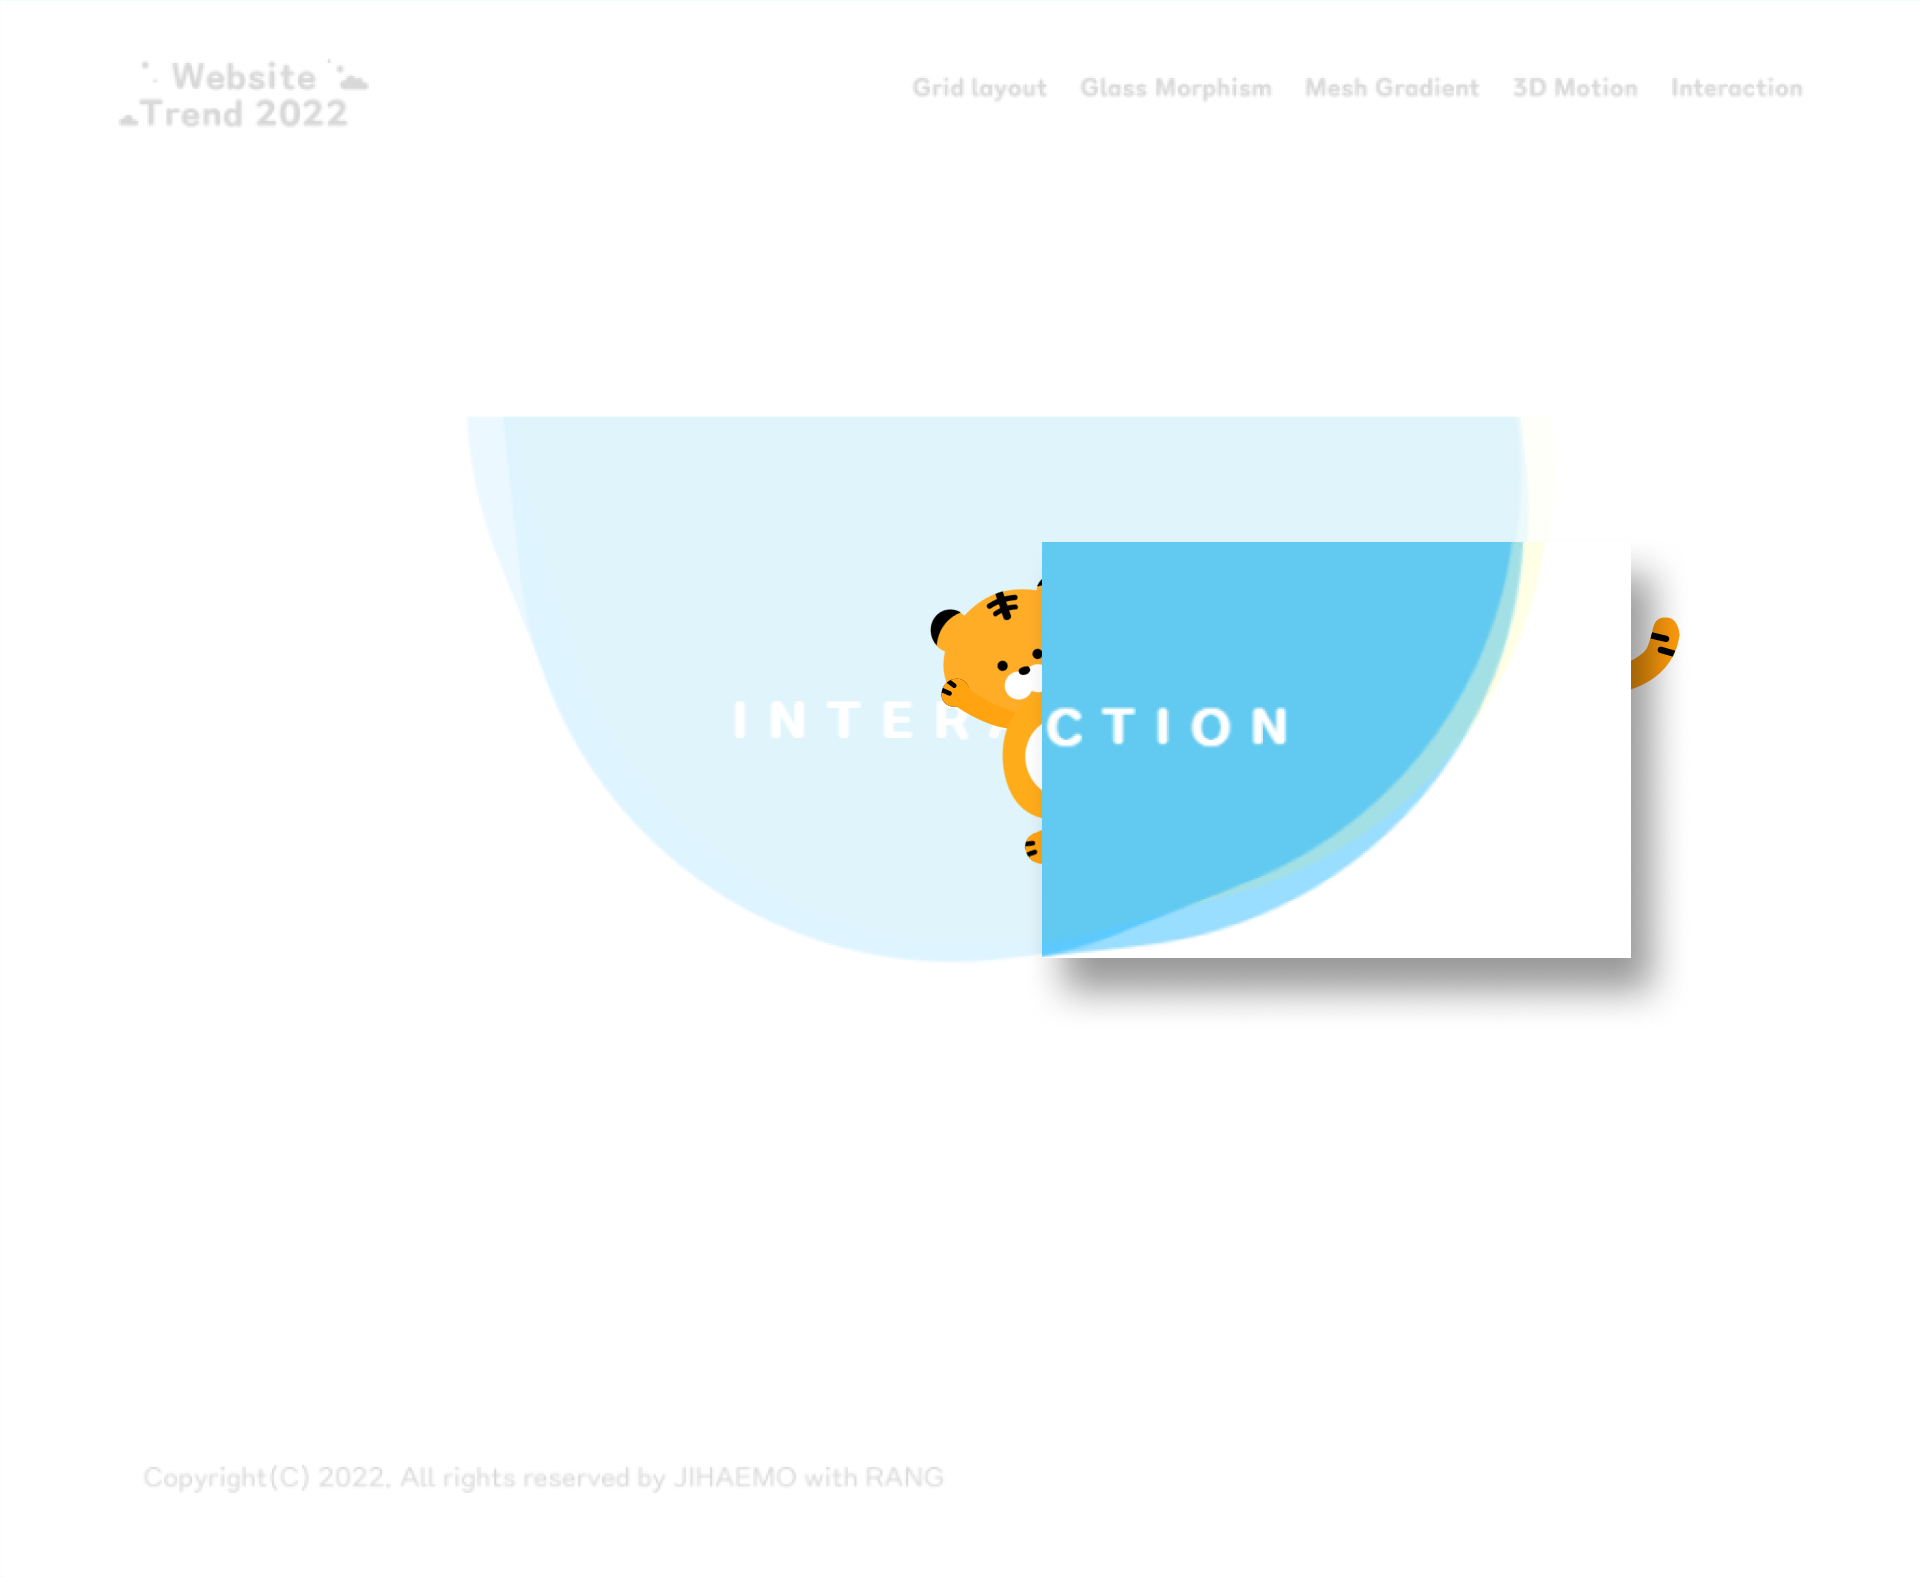 Website
Trend 2022
Grid layout Glass Morphism Mesh Gradient 3D Motion Interaction
INTERACTION
Copyright(C) 2022. All rights reserved by JIHAEMO with RANG